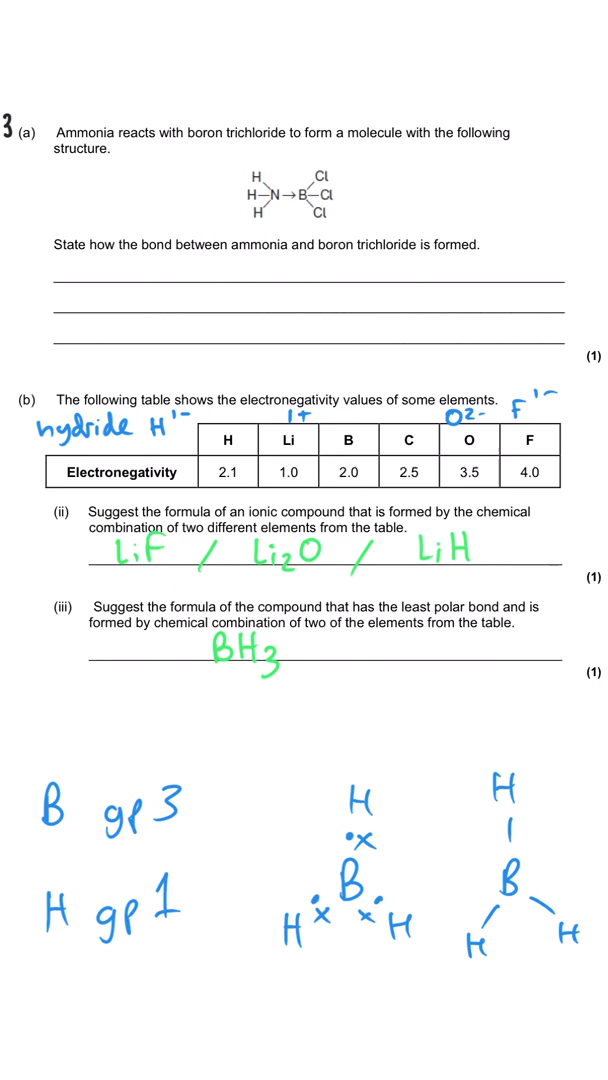 3 (a) Ammonia reacts with boron trichloride to form a molecule with the following
structure.
H Cl
H—N→B—Cl
H Cl
State how the bond between ammonia and boron trichloride is formed.
(1)
(b) The following table shows the electronegativity values of some elements.
hydride H¹⁻ 1+ O2- F¹⁻
H Li B C O F
Electronegativity 2.1 1.0 2.0 2.5 3.5 4.0
(ii) Suggest the formula of an ionic compound that is formed by the chemical
combination of two different elements from the table.
LiF / Li₂O / LiH
(1)
(iii) Suggest the formula of the compound that has the least polar bond and is
formed by chemical combination of two of the elements from the table.
BH₃
(1)
B gp 3
H gp 1
H
•x
B
H •x x• H
H
B
H H